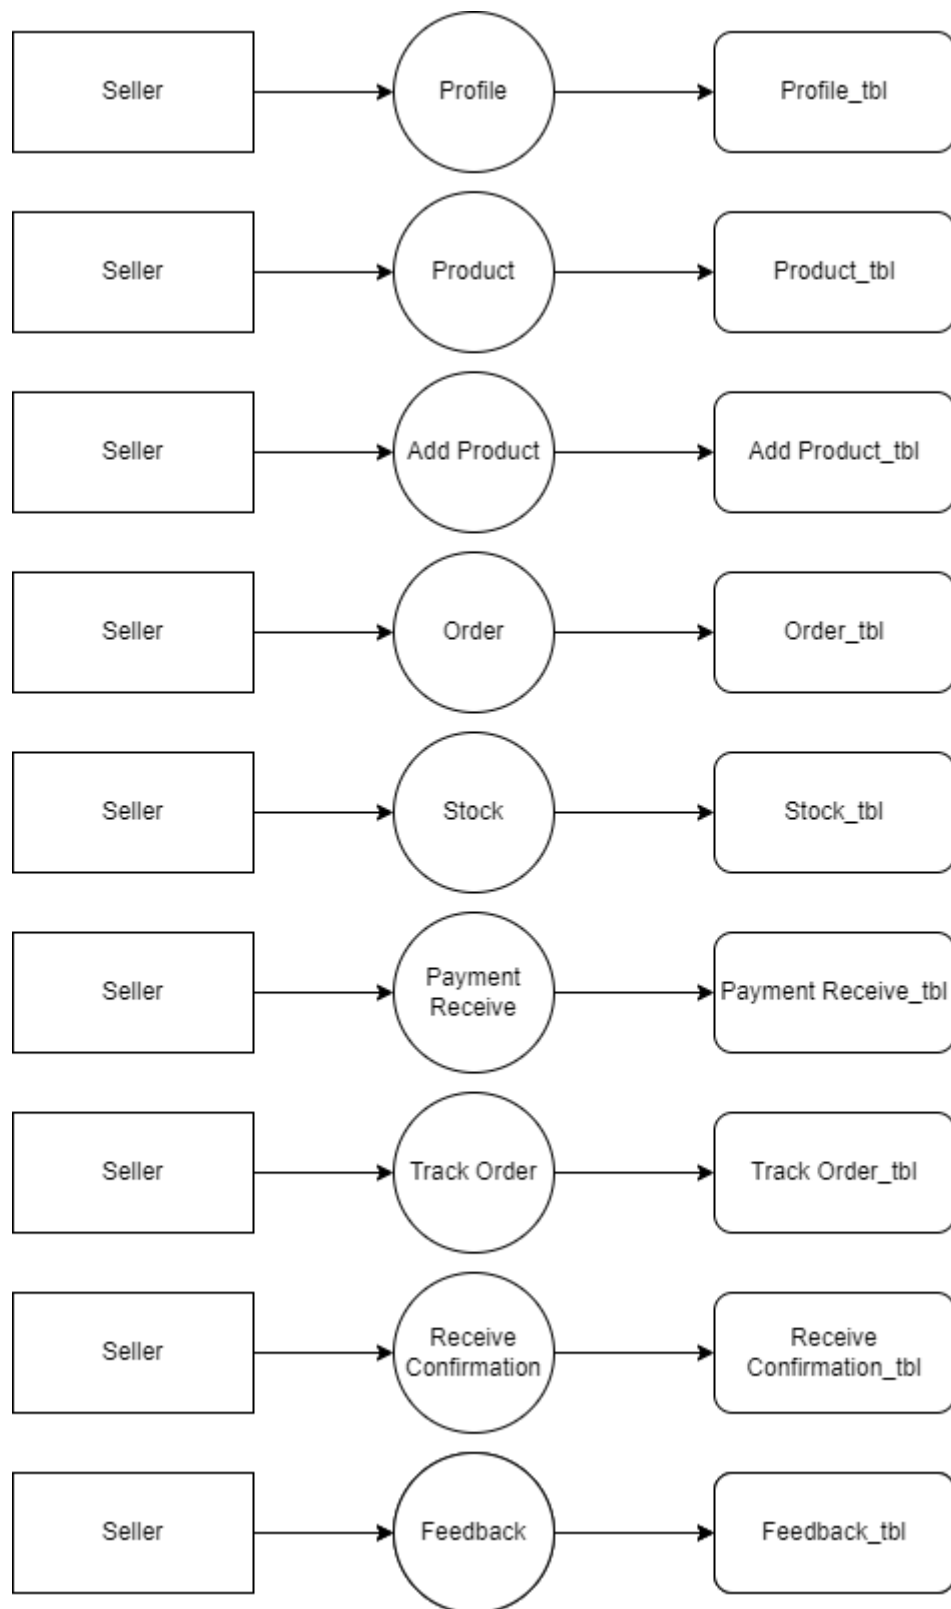 Seller
Profile
Profile_tbl
Seller
Product
Product_tbl
Seller
Add Product
Add Product_tbl
Seller
Order
Order_tbl
Seller
Stock
Stock_tbl
Seller
Payment
Receive
Payment Receive_tbl
Seller
Track Order
Track Order_tbl
Seller
Receive
Confirmation
Receive
Confirmation_tbl
Seller
Feedback
Feedback_tbl